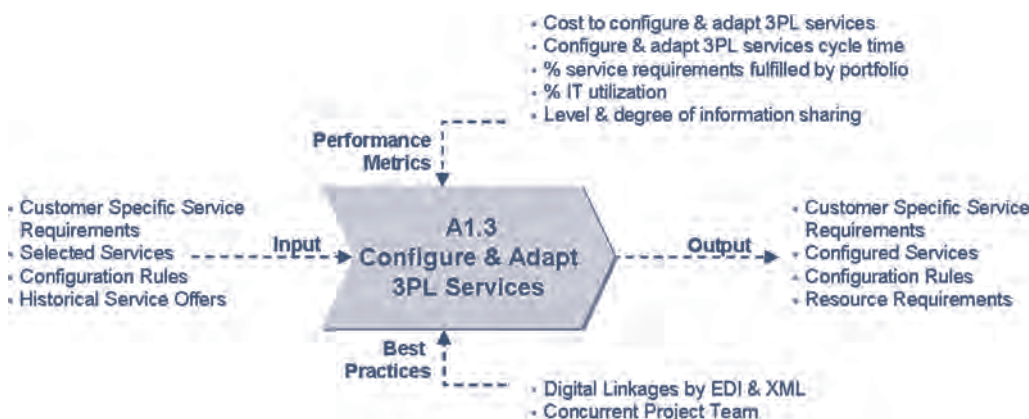 • Cost to configure & adapt 3PL services
• Configure & adapt 3PL services cycle time
• % service requirements fulfilled by portfolio
• % IT utilization
• Level & degree of information sharing
Performance
Metrics
• Customer Specific Service
Requirements
• Selected Services
• Configuration Rules
• Historical Service Offers
Input
A1.3
Configure & Adapt
3PL Services
Output
• Customer Specific Service
Requirements
• Configured Services
• Configuration Rules
• Resource Requirements
Best
Practices
• Digital Linkages by EDI & XML
• Concurrent Project Team